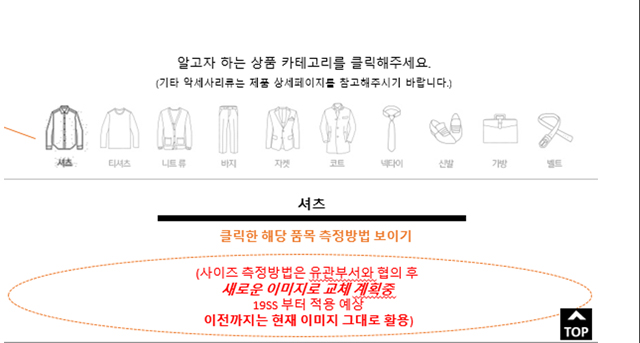 알고자 하는 상품 카테고리를 클릭해주세요.
(기타 악세사리류는 제품 상세페이지를 참고해주시기 바랍니다.)
셔츠 티셔츠 니트 류 바지 자켓 코트 넥타이 신발 가방 벨트
셔츠
클릭한 해당 품목 측정방법 보이기
(사이즈 측정방법은 유관부서와 협의 후
새로운 이미지로 교체 계획중
19SS 부터 적용 예상
이전까지는 현재 이미지 그대로 활용)
TOP